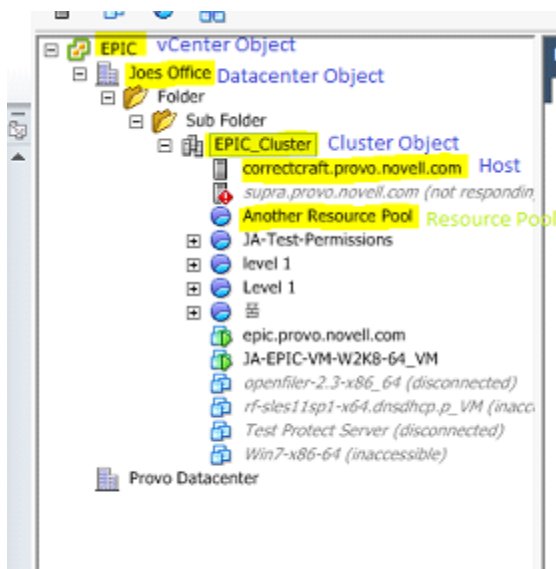 EPIC vCenter Object
Joes Office Datacenter Object
Folder
Sub Folder
EPIC_Cluster Cluster Object
correctcraft.provo.novell.com Host
supra.provo.novell.com (not respondin
Another Resource Pool Resource Pool
JA-Test-Permissions
level 1
Level 1
품
epic.provo.novell.com
JA-EPIC-VM-W2K8-64_VM
openfiler-2.3-x86_64 (disconnected)
rf-sles11sp1-x64.dnsdhcp.p_VM (inacc
Test Protect Server (disconnected)
Win7-x86-64 (inaccessible)
Provo Datacenter